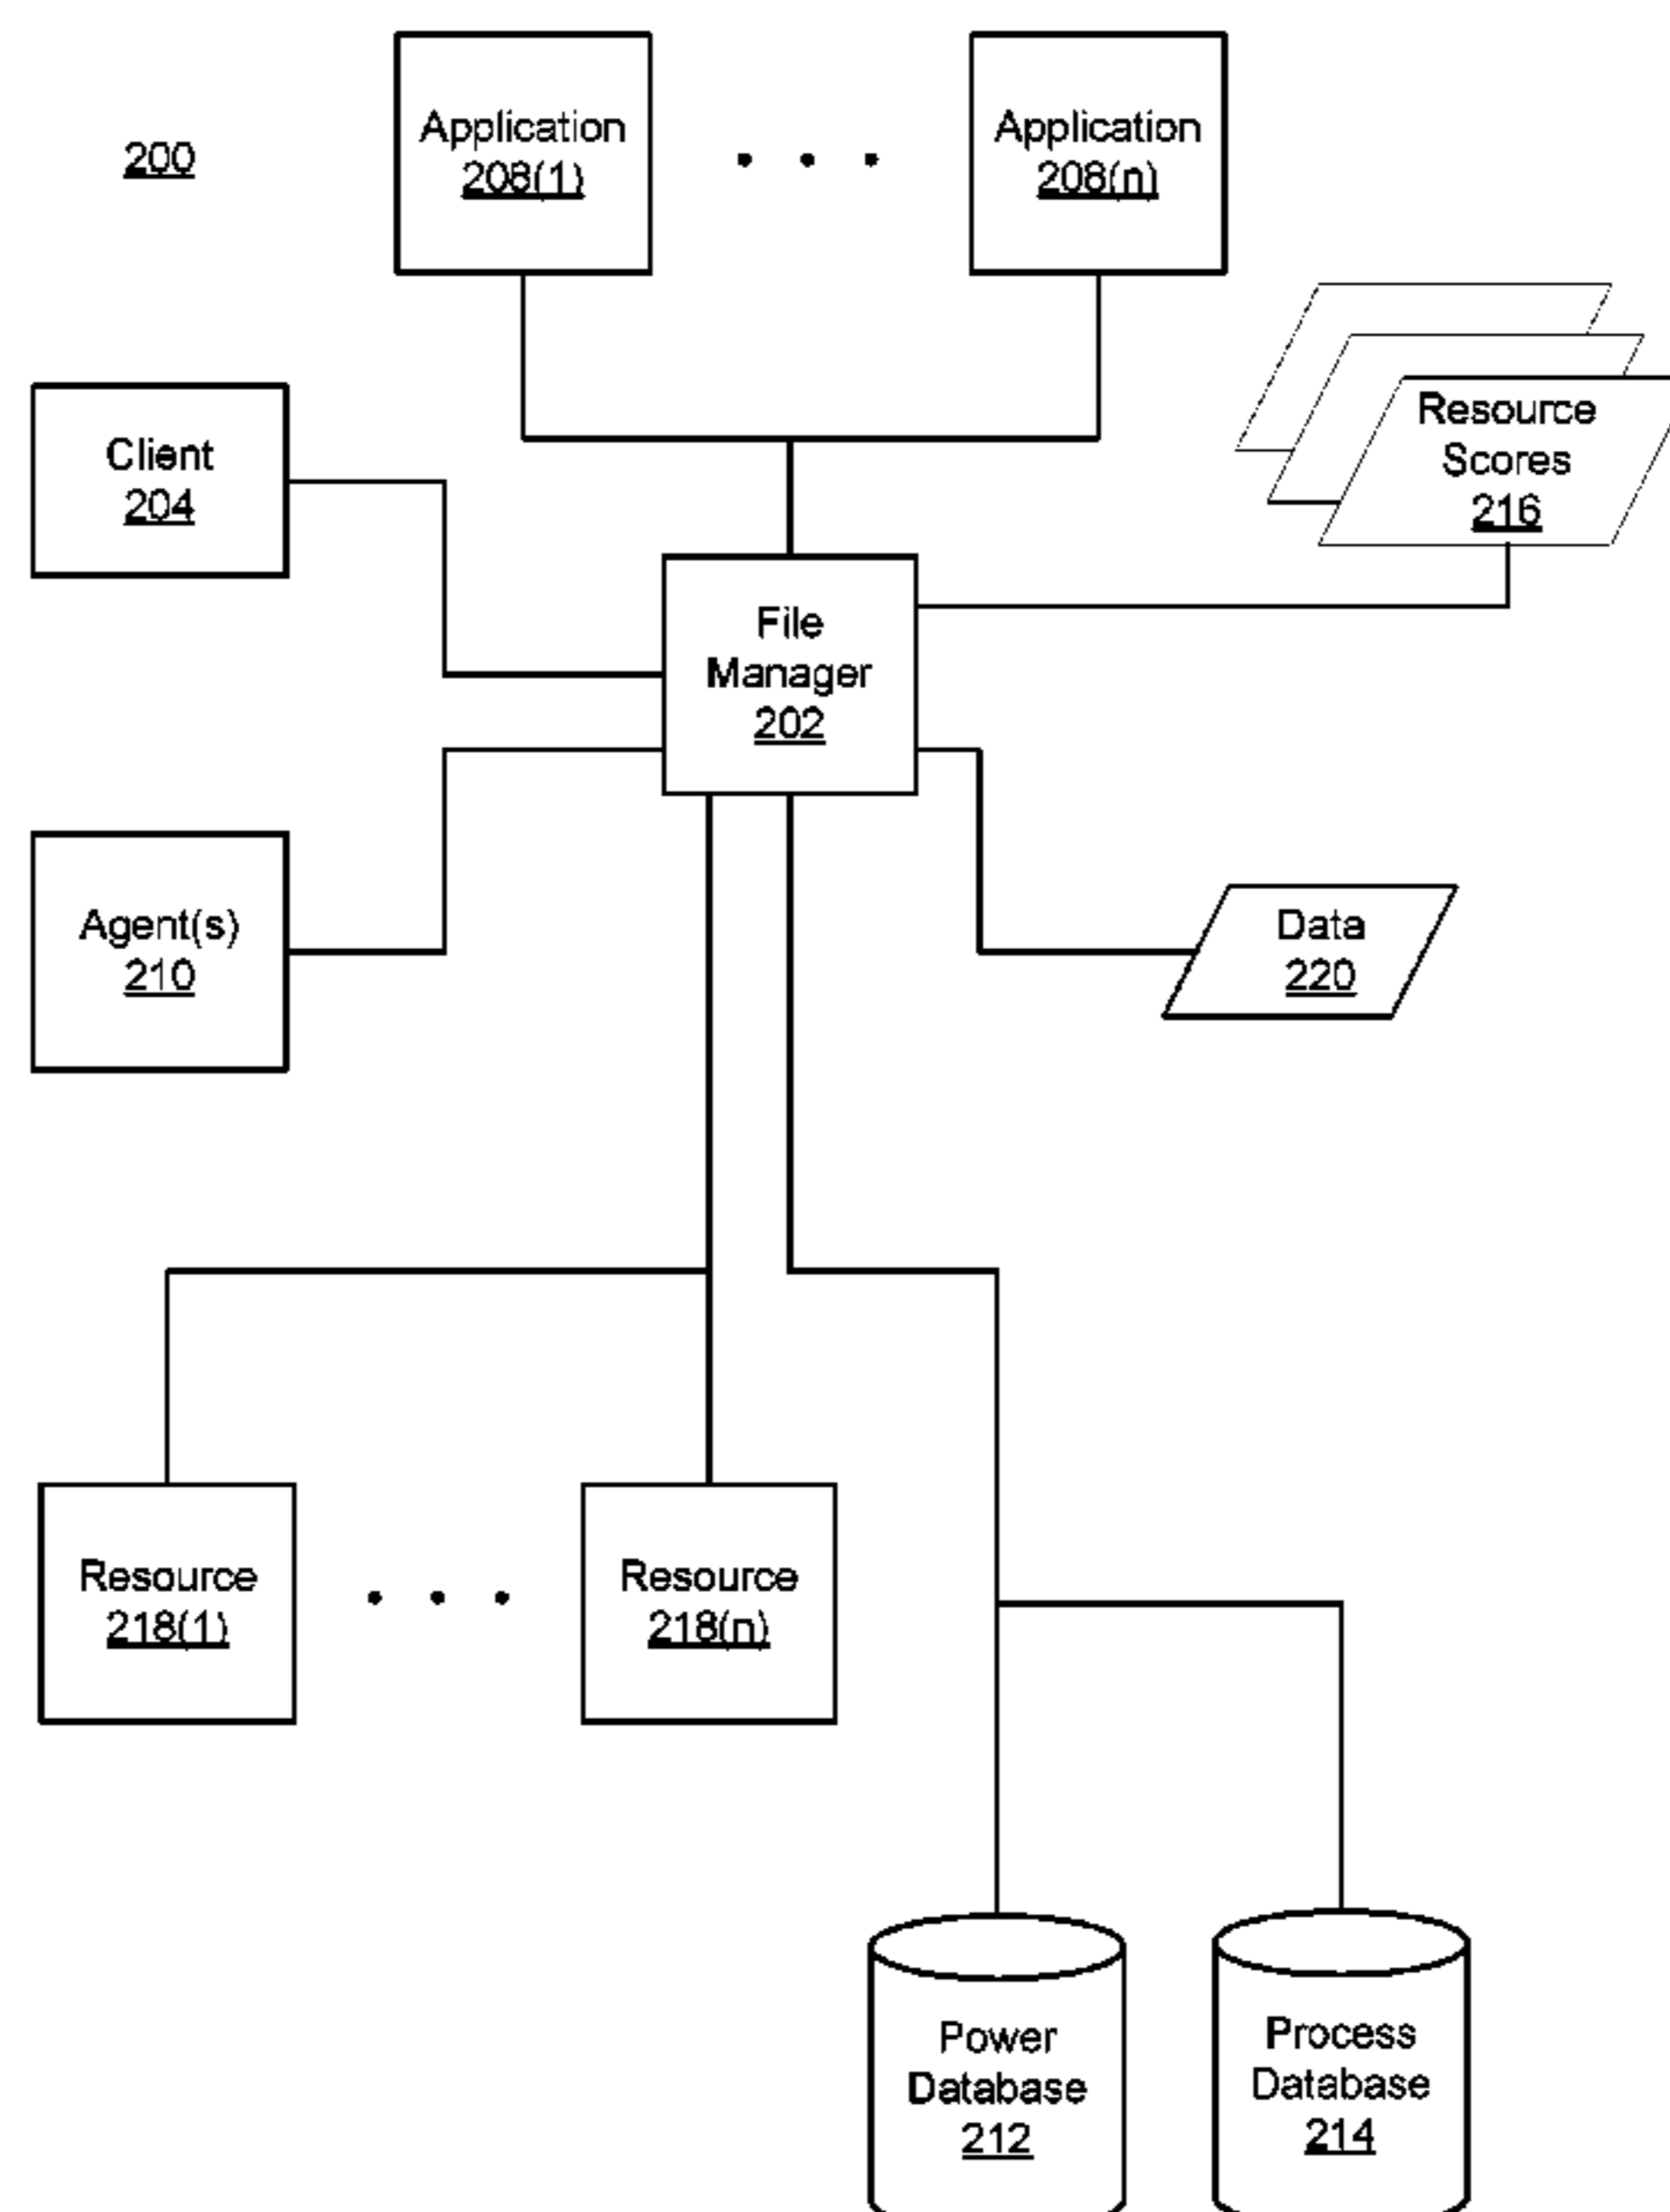 200
Application
208(1)
. . .
Application
208(n)
Resource
Scores
216
Client
204
File
Manager
202
Agent(s)
210
Data
220
Resource
218(1)
. . .
Resource
218(n)
Power
Database
212
Process
Database
214